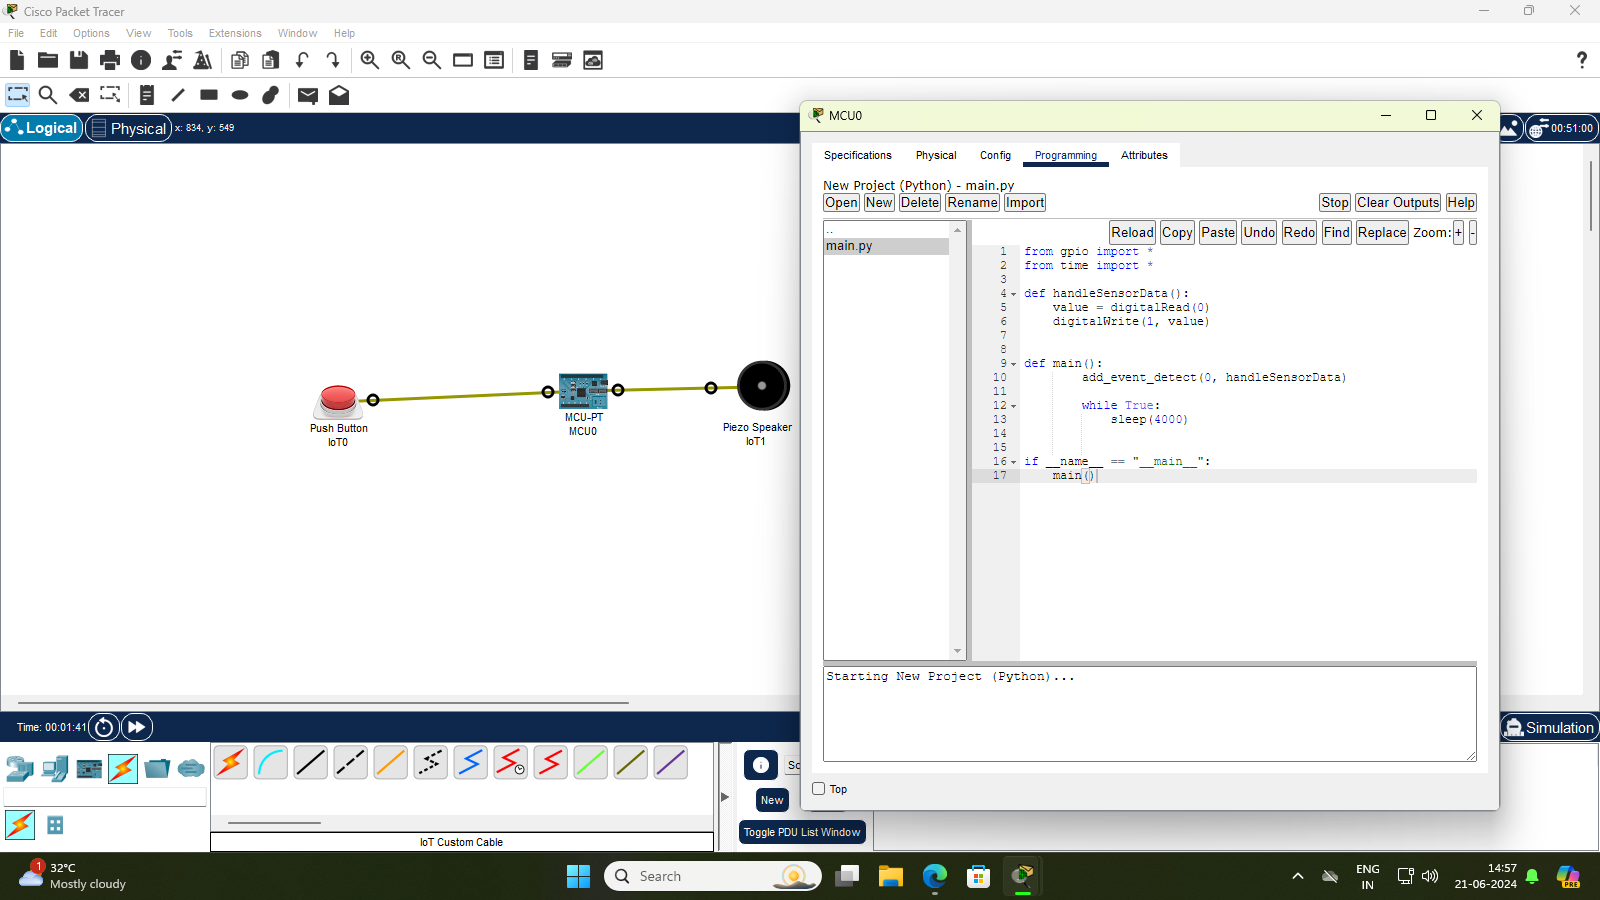 Cisco Packet Tracer
File Edit Options View Tools Extensions Window Help
Logical Physical x: 834, y: 549
00:51:00
MCU0
Specifications Physical Config Programming Attributes
New Project (Python) - main.py
Open New Delete Rename Import Stop Clear Outputs Help
Reload Copy Paste Undo Redo Find Replace Zoom: + -
..
main.py
1 from gpio import *
2 from time import *
3
4 def handleSensorData():
5 value = digitalRead(0)
6 digitalWrite(1, value)
7
8
9 def main():
10 add_event_detect(0, handleSensorData)
11
12 while True:
13 sleep(4000)
14
15
16 if __name__ == "__main__":
17 main()
Push Button
IoT0
MCU-PT
MCU0
Piezo Speaker
IoT1
Starting New Project (Python)...
Top
Time: 00:01:41
Simulation
Sc
New
Toggle PDU List Window
IoT Custom Cable
1
32°C
Mostly cloudy
Search
ENG
IN
14:57
21-06-2024
PRE